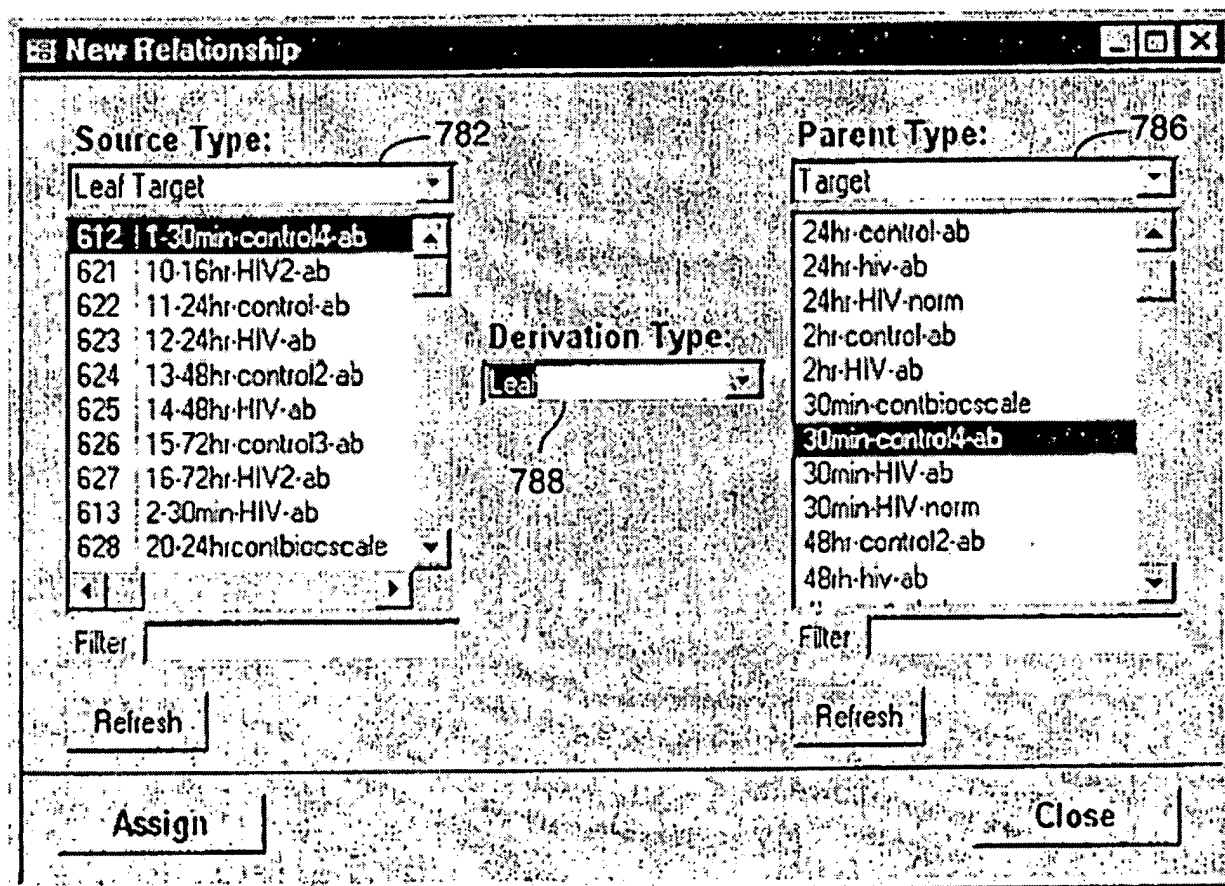 New Relationship
Source Type:
782
Leaf Target
612 1-30min-control4-ab
621 10-16hr-HIV2-ab
622 11-24hr-control-ab
623 12-24hr-HIV-ab
624 13-48hr-control2-ab
625 14-48hr-HIV-ab
626 15-72hr-control3-ab
627 16-72hr-HIV2-ab
613 2-30min-HIV-ab
628 20-24hrcontbiocscale
Filter
Refresh
Derivation Type:
Leaf
788
Parent Type:
786
Target
24hr-control-ab
24hr-hiv-ab
24hr-HIV-norm
2hr-control-ab
2hr-HIV-ab
30min-contbiocscale
30min-control4-ab
30min-HIV-ab
30min-HIV-norm
48hr-control2-ab
48rh-hiv-ab
Filter
Refresh
Assign
Close